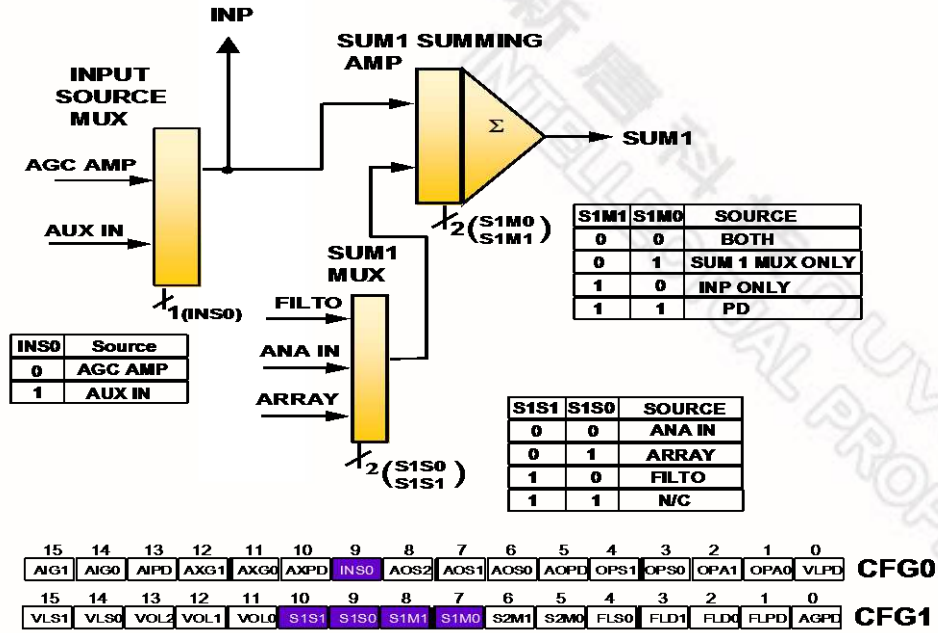 INP
SUM1 SUMMING
AMP
INPUT
SOURCE
MUX
Σ
SUM1
AGC AMP
AUX IN
2(S1M0
S1M1)
SUM1
MUX
1(INS0)
FILTO
ANA IN
ARRAY
2(S1S0
S1S1)
S1M1 S1M0 SOURCE
0 0 BOTH
0 1 SUM 1 MUX ONLY
1 0 INP ONLY
1 1 PD
INS0 Source
0 AGC AMP
1 AUX IN
S1S1 S1S0 SOURCE
0 0 ANA IN
0 1 ARRAY
1 0 FILTO
1 1 N/C
15 14 13 12 11 10 9 8 7 6 5 4 3 2 1 0
AIG1 AIG0 AIPD AXG1 AXG0 AXPD INS0 AOS2 AOS1 AOS0 AOPD OPS1 OPS0 OPA1 OPA0 VLPD CFG0
15 14 13 12 11 10 9 8 7 6 5 4 3 2 1 0
VLS1 VLS0 VOL2 VOL1 VOL0 S1S1 S1S0 S1M1 S1M0 S2M1 S2M0 FLS0 FLD1 FLD0 FLPD AGPD CFG1
新唐科
INTELLECTUAL PROP
NUV